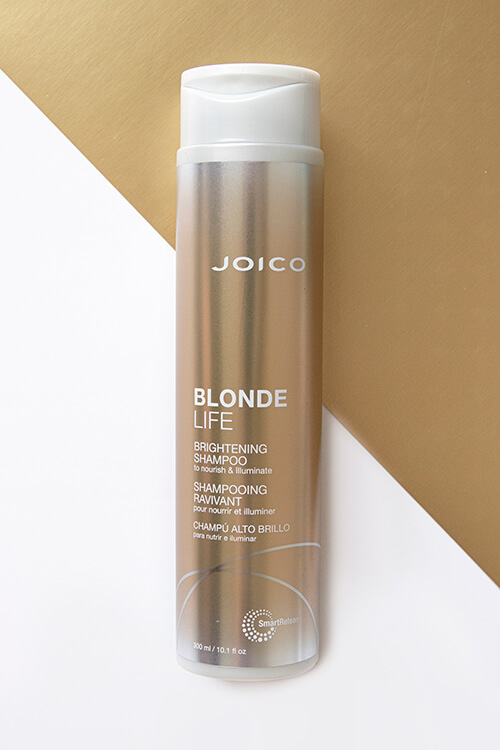 JOICO
BLONDE
LIFE
BRIGHTENING
SHAMPOO
to nourish & illuminate
SHAMPOOING
RAVIVANT
pour nourrir et illuminer
CHAMPÚ ALTO BRILLO
para nutrir e iluminar
300 ml / 10.1 fl oz